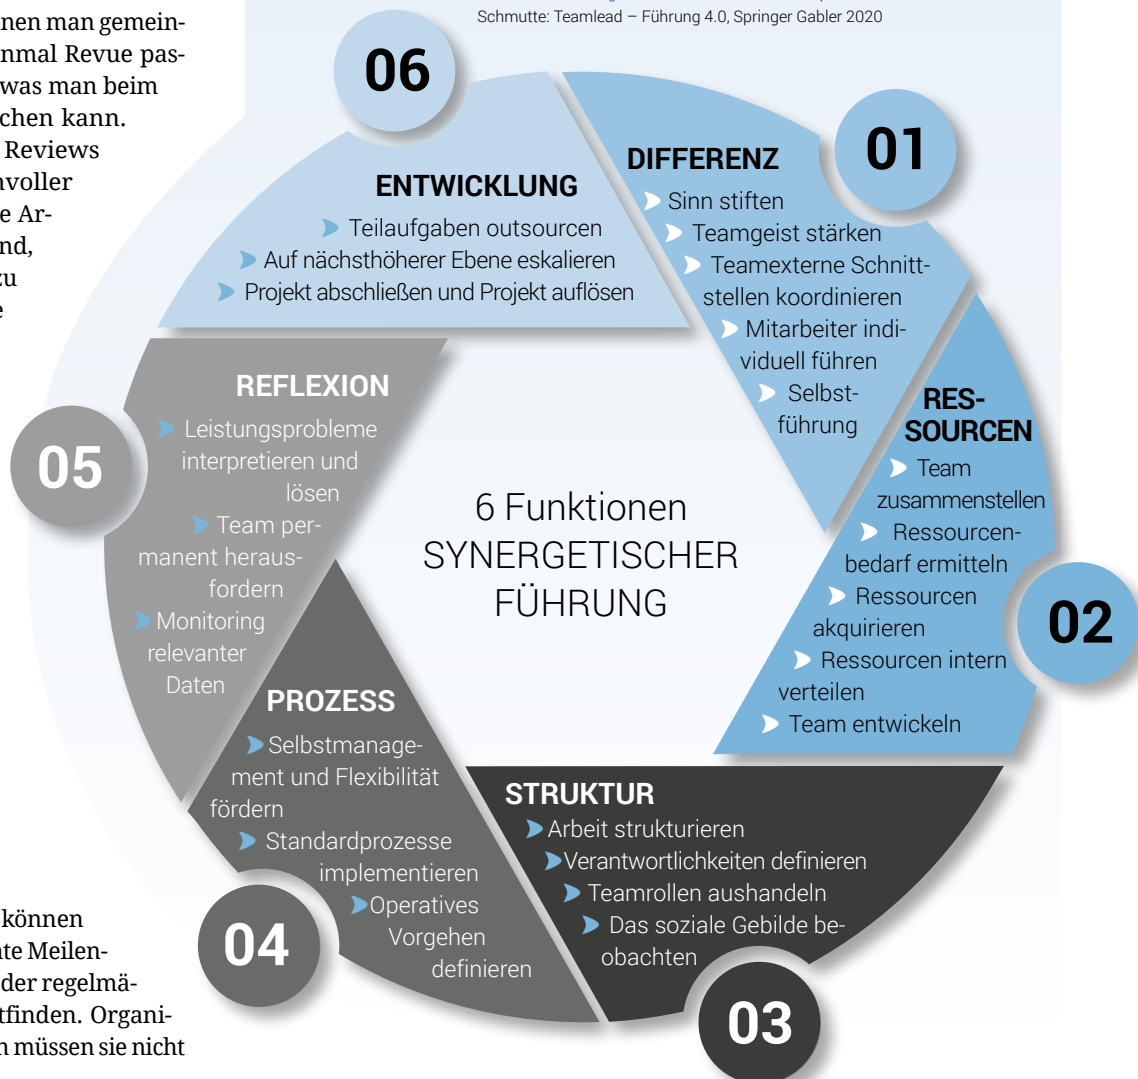 Schmutte: Teamlead – Führung 4.0, Springer Gabler 2020
nen man gemein-
nmal Revue pas-
was man beim
chen kann.
Reviews
nvoller
e Ar-
nd,
zu
e
06
ENTWICKLUNG
Teilaufgaben outsourcen
Auf nächsthöherer Ebene eskalieren
Projekt abschließen und Projekt auflösen
01
DIFFERENZ
Sinn stiften
Teamgeist stärken
Teamexterne Schnitt-
stellen koordinieren
Mitarbeiter indi-
viduell führen
Selbst-
führung
02
RES-
SOURCEN
Team
zusammenstellen
Ressourcen-
bedarf ermitteln
Ressourcen
akquirieren
Ressourcen intern
verteilen
Team entwickeln
6 Funktionen
SYNERGETISCHER
FÜHRUNG
05
REFLEXION
Leistungsprobleme
interpretieren und
lösen
Team per-
manent heraus-
fordern
Monitoring
relevanter
Daten
04
PROZESS
Selbstmanage-
ment und Flexibilität
fördern
Standardprozesse
implementieren
Operatives
Vorgehen
definieren
03
STRUKTUR
Arbeit strukturieren
Verantwortlichkeiten definieren
Teamrollen aushandeln
Das soziale Gebilde be-
obachten
können
te Meilen-
der regelmä-
tfinden. Organi-
n müssen sie nicht